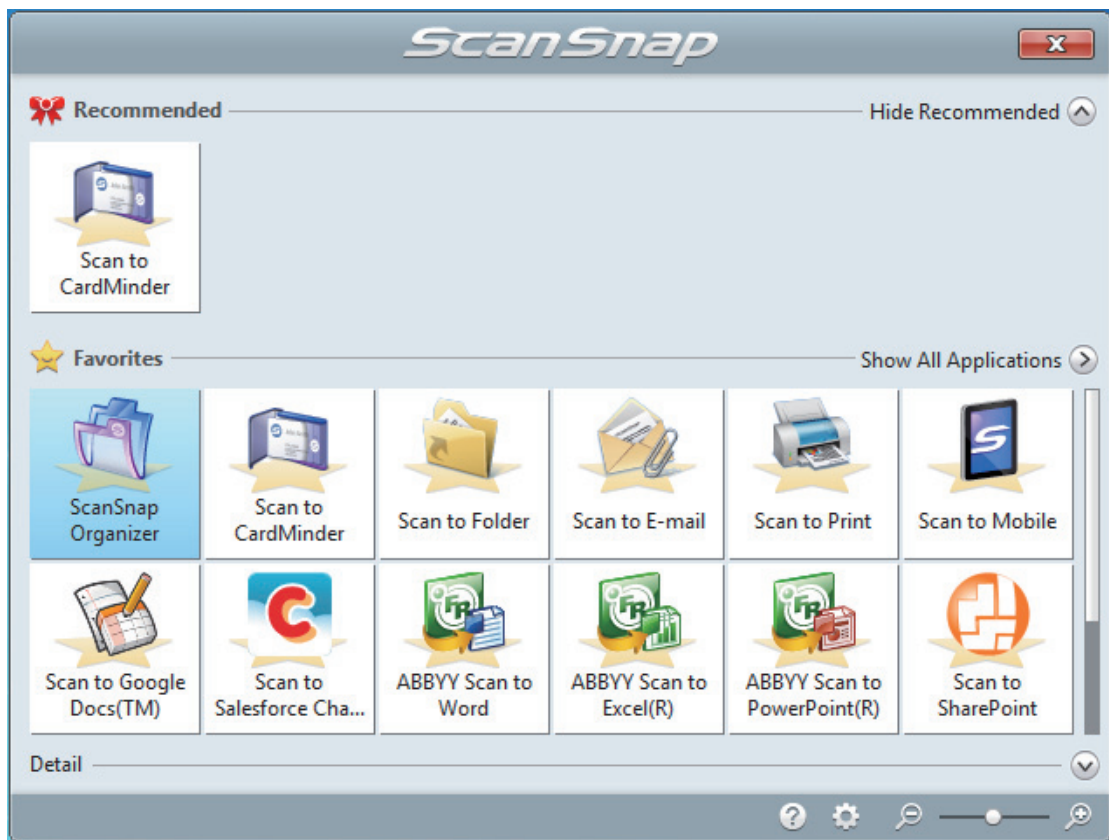 ScanSnap
Recommended
Hide Recommended
Scan to
CardMinder
Favorites
Show All Applications
ScanSnap
Organizer
Scan to
CardMinder
Scan to Folder
Scan to E-mail
Scan to Print
Scan to Mobile
Scan to Google
Docs(TM)
Scan to
Salesforce Cha...
ABBYY Scan to
Word
ABBYY Scan to
Excel(R)
ABBYY Scan to
PowerPoint(R)
Scan to
SharePoint
Detail